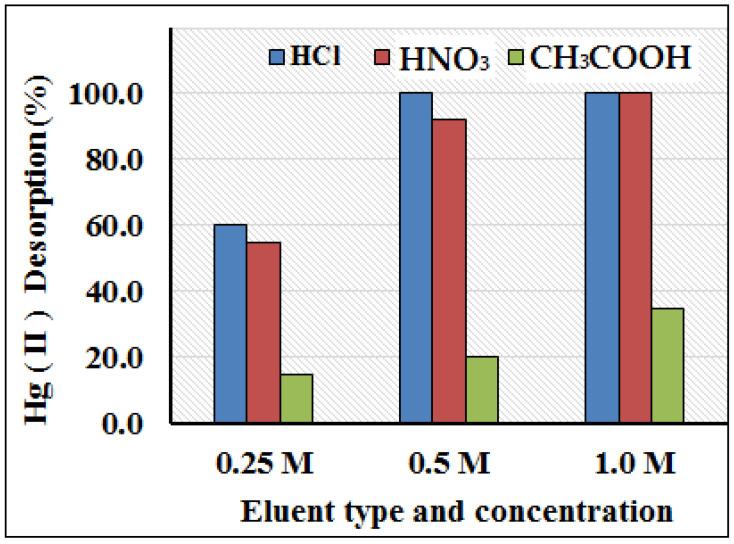 HCl HNO₃ CH₃COOH
Hg ( II ) Desorption(%)
100.0
80.0
60.0
40.0
20.0
0.0
0.25 M 0.5 M 1.0 M
Eluent type and concentration